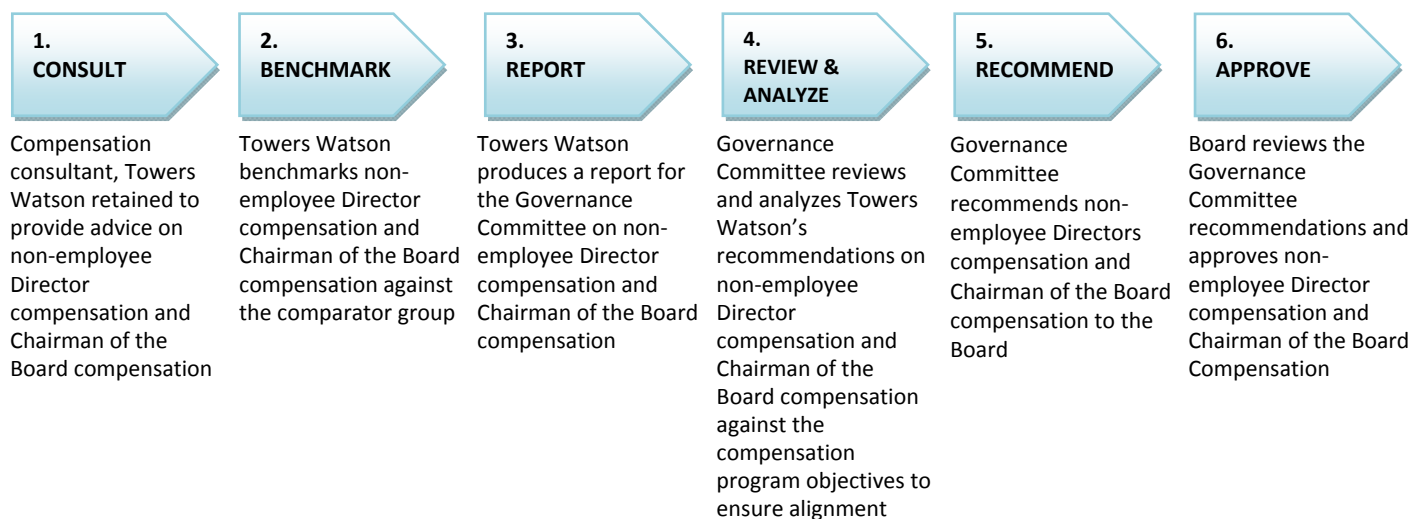 1.
CONSULT
Compensation
consultant, Towers
Watson retained to
provide advice on
non-employee
Director
compensation and
Chairman of the
Board compensation
2.
BENCHMARK
Towers Watson
benchmarks non-
employee Director
compensation and
Chairman of the Board
compensation against
the comparator group
3.
REPORT
Towers Watson
produces a report for
the Governance
Committee on non-
employee Director
compensation and
Chairman of the Board
compensation
4.
REVIEW &
ANALYZE
Governance
Committee reviews
and analyzes Towers
Watson’s
recommendations on
non-employee
Director
compensation and
Chairman of the
Board compensation
against the
compensation
program objectives to
ensure alignment
5.
RECOMMEND
Governance
Committee
recommends non-
employee Directors
compensation and
Chairman of the Board
compensation to the
Board
6.
APPROVE
Board reviews the
Governance
Committee
recommendations and
approves non-
employee Director
compensation and
Chairman of the Board
Compensation